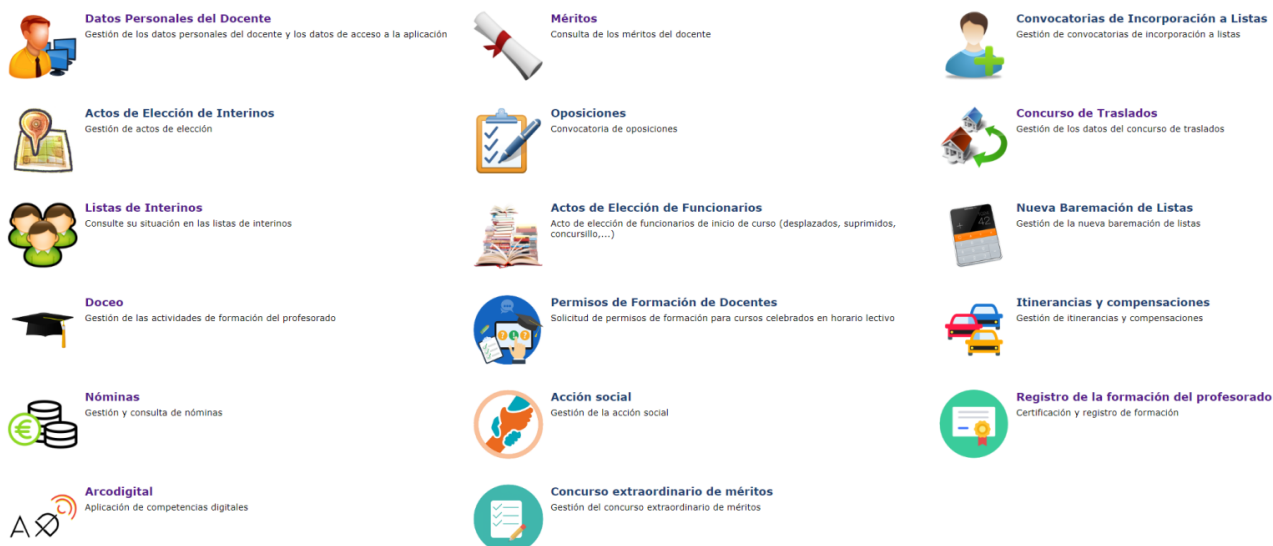 Datos Personales del Docente
Gestión de los datos personales del docente y los datos de acceso a la aplicación
Méritos
Consulta de los méritos del docente
Convocatorias de Incorporación a Listas
Gestión de convocatorias de incorporación a listas
Actos de Elección de Interinos
Gestión de actos de elección
Oposiciones
Convocatoria de oposiciones
Concurso de Traslados
Gestión de los datos del concurso de traslados
Listas de Interinos
Consulte su situación en las listas de interinos
Actos de Elección de Funcionarios
Acto de elección de funcionarios de inicio de curso (desplazados, suprimidos,
concursillo,...)
42
Nueva Baremación de Listas
Gestión de la nueva baremación de listas
Doceo
Gestión de las actividades de formación del profesorado
Permisos de Formación de Docentes
Solicitud de permisos de formación para cursos celebrados en horario lectivo
Itinerancias y compensaciones
Gestión de itinerancias y compensaciones
Nóminas
Gestión y consulta de nóminas
Acción social
Gestión de la acción social
Registro de la formación del profesorado
Certificación y registro de formación
Arcodigital
Aplicación de competencias digitales
Concurso extraordinario de méritos
Gestión del concurso extraordinario de méritos